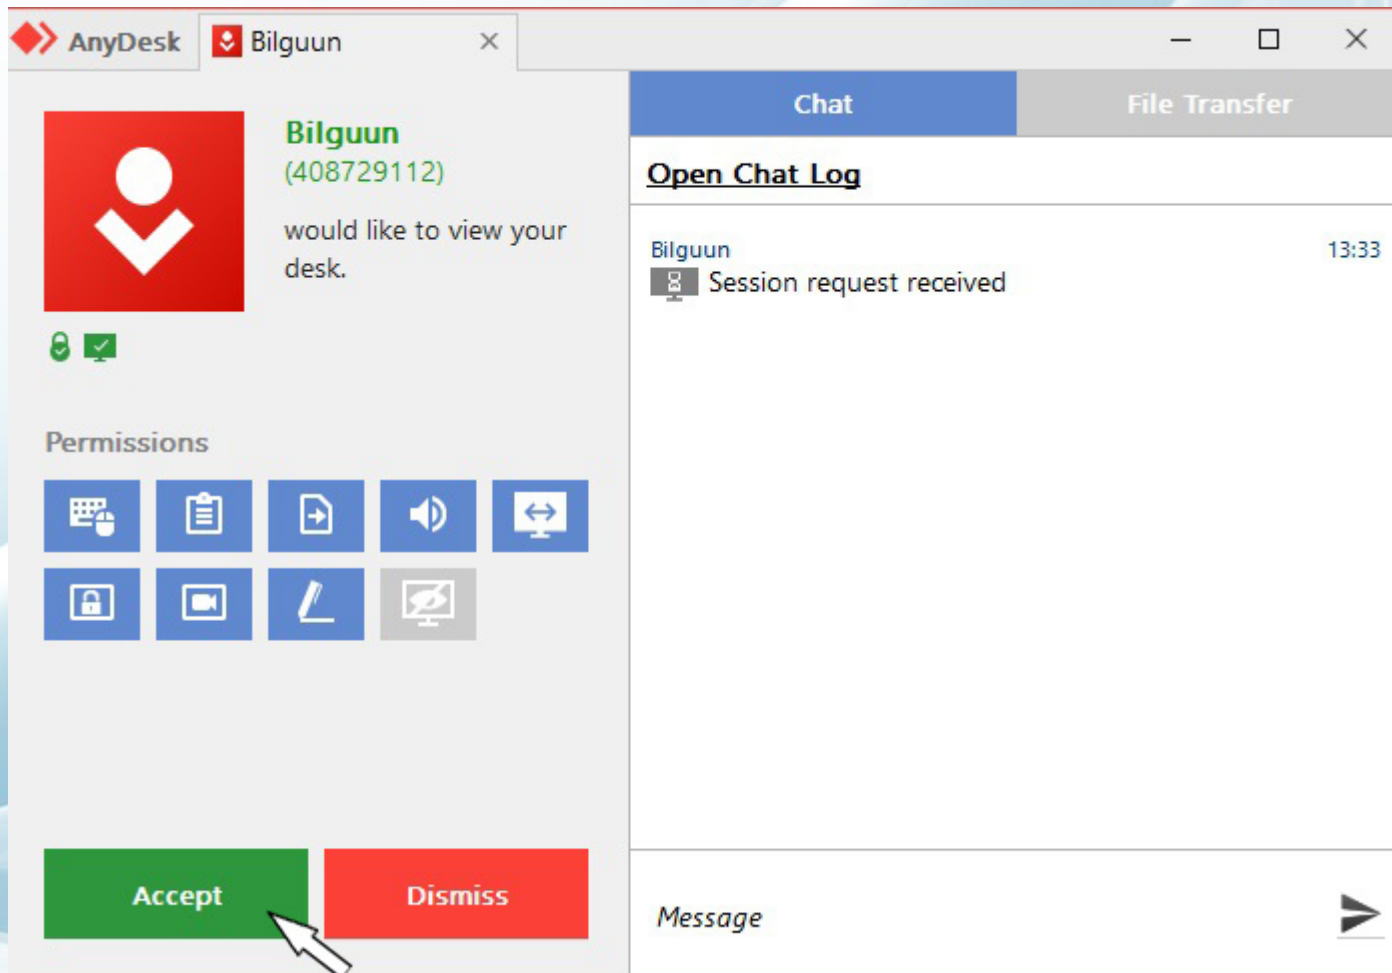 AnyDesk
Bilguun
Bilguun
(408729112)
would like to view your
desk.
Permissions
Accept
Dismiss
Chat
File Transfer
Open Chat Log
Bilguun 13:33
Session request received
Message